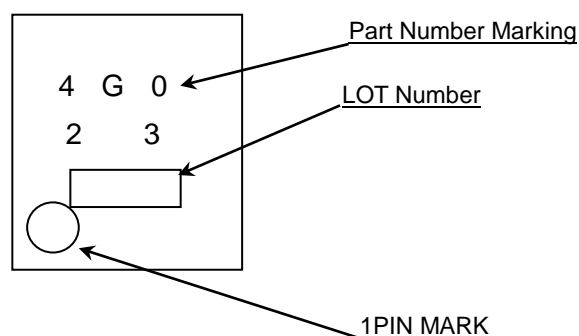 Part Number Marking
4 G 0
LOT Number
2 3
1PIN MARK